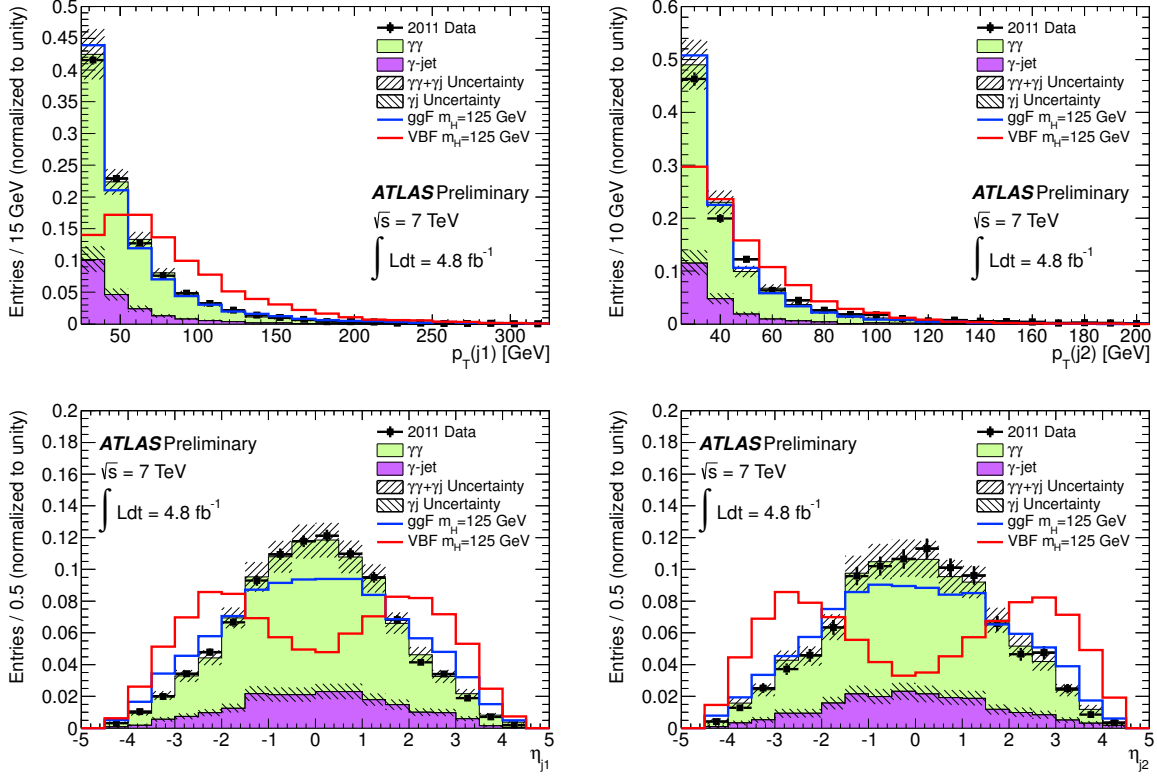 Entries / 15 GeV (normalized to unity)
0.5
0.45
0.4
0.35
0.3
0.25
0.2
0.15
0.1
0.05
0
2011 Data
γγ
γ-jet
γγ+γj Uncertainty
γj Uncertainty
ggF m_H=125 GeV
VBF m_H=125 GeV
ATLAS Preliminary
√s = 7 TeV
∫ Ldt = 4.8 fb⁻¹
50 100 150 200 250 300
p_T(j1) [GeV]
Entries / 10 GeV (normalized to unity)
0.6
0.5
0.4
0.3
0.2
0.1
0
2011 Data
γγ
γ-jet
γγ+γj Uncertainty
γj Uncertainty
ggF m_H=125 GeV
VBF m_H=125 GeV
ATLAS Preliminary
√s = 7 TeV
∫ Ldt = 4.8 fb⁻¹
40 60 80 100 120 140 160 180 200
p_T(j2) [GeV]
Entries / 0.5 (normalized to unity)
0.2
0.18
0.16
0.14
0.12
0.1
0.08
0.06
0.04
0.02
0
ATLAS Preliminary
√s = 7 TeV
∫ Ldt = 4.8 fb⁻¹
2011 Data
γγ
γ-jet
γγ+γj Uncertainty
γj Uncertainty
ggF m_H=125 GeV
VBF m_H=125 GeV
-5 -4 -3 -2 -1 0 1 2 3 4 5
η_j1
Entries / 0.5 (normalized to unity)
0.2
0.18
0.16
0.14
0.12
0.1
0.08
0.06
0.04
0.02
0
ATLAS Preliminary
√s = 7 TeV
∫ Ldt = 4.8 fb⁻¹
2011 Data
γγ
γ-jet
γγ+γj Uncertainty
γj Uncertainty
ggF m_H=125 GeV
VBF m_H=125 GeV
-5 -4 -3 -2 -1 0 1 2 3 4 5
η_j2